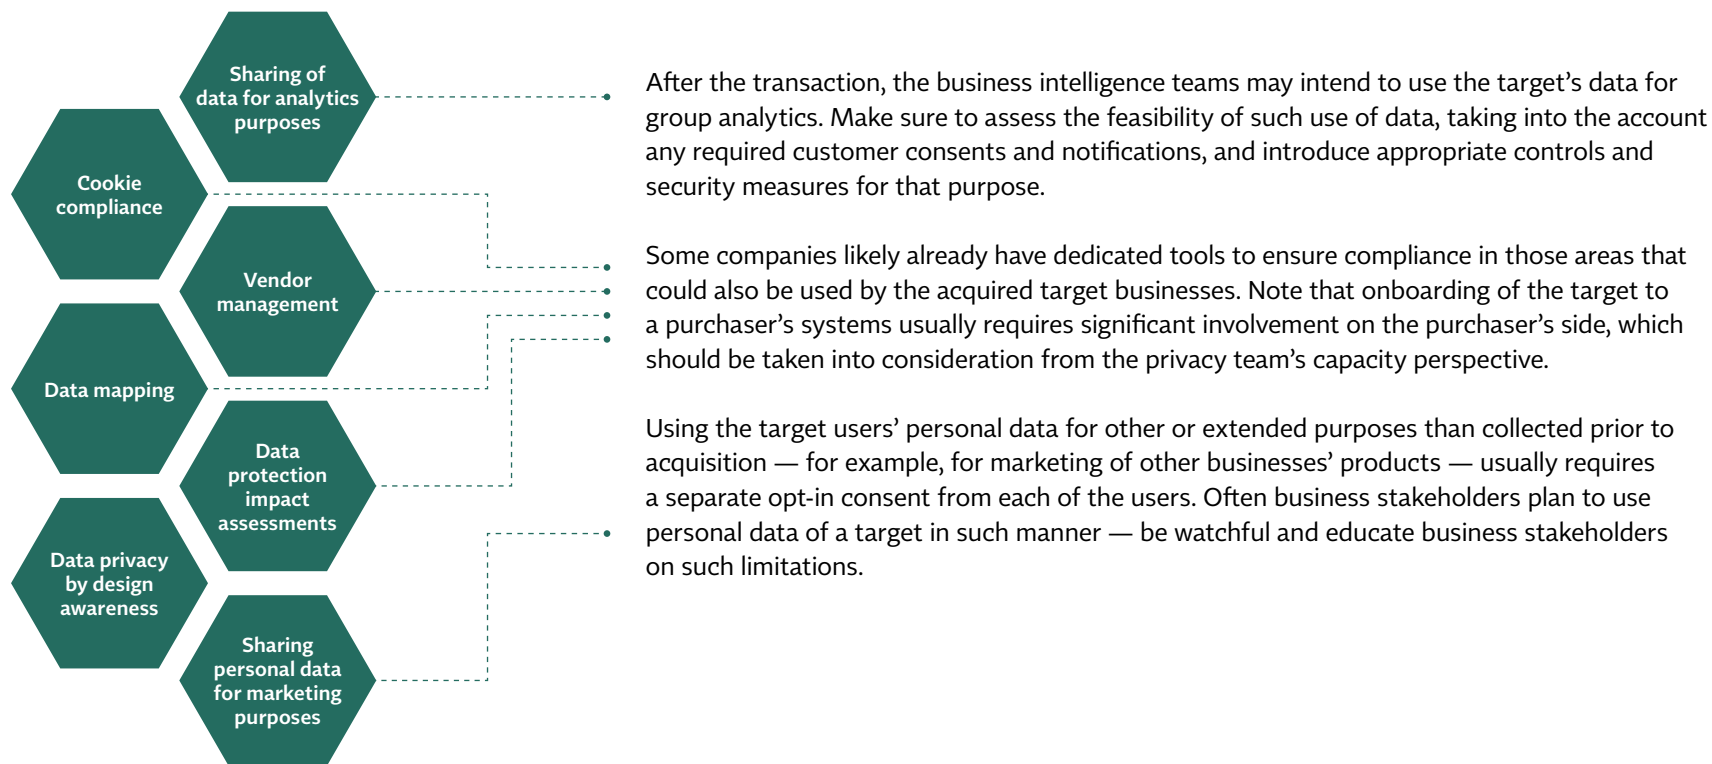 Sharing of
data for analytics
purposes
Cookie
compliance
Vendor
management
Data mapping
Data
protection
impact
assessments
Data privacy
by design
awareness
Sharing
personal data
for marketing
purposes
After the transaction, the business intelligence teams may intend to use the target’s data for
group analytics. Make sure to assess the feasibility of such use of data, taking into the account
any required customer consents and notifications, and introduce appropriate controls and
security measures for that purpose.
Some companies likely already have dedicated tools to ensure compliance in those areas that
could also be used by the acquired target businesses. Note that onboarding of the target to
a purchaser’s systems usually requires significant involvement on the purchaser’s side, which
should be taken into consideration from the privacy team’s capacity perspective.
Using the target users’ personal data for other or extended purposes than collected prior to
acquisition — for example, for marketing of other businesses’ products — usually requires
a separate opt-in consent from each of the users. Often business stakeholders plan to use
personal data of a target in such manner — be watchful and educate business stakeholders
on such limitations.